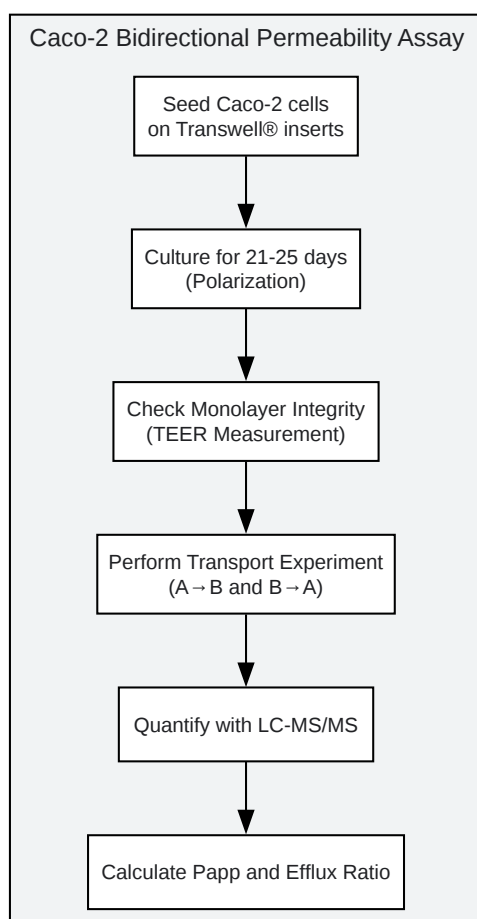 Caco-2 Bidirectional Permeability Assay
Seed Caco-2 cells
on Transwell® inserts
Culture for 21-25 days
(Polarization)
Check Monolayer Integrity
(TEER Measurement)
Perform Transport Experiment
(A→B and B→A)
Quantify with LC-MS/MS
Calculate Papp and Efflux Ratio